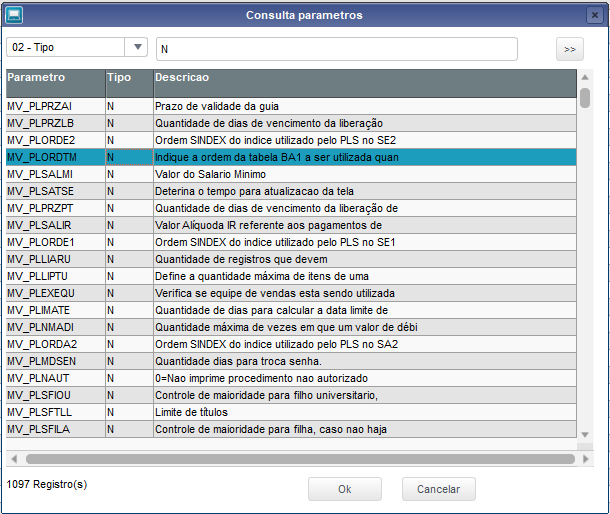 Consulta parametros
02 - Tipo N >>
Parametro Tipo Descricao
MV_PLPRZAI N Prazo de validade da guia
MV_PLPRZLB N Quantidade de dias de vencimento da liberação
MV_PLORDE2 N Ordem SINDEX do indice utilizado pelo PLS no SE2
MV_PLORDTM N Indique a ordem da tabela BA1 a ser utilizada quan
MV_PLSALMI N Valor do Salario Minimo
MV_PLSATSE N Deterina o tempo para atualizacao da tela
MV_PLPRZPT N Quantidade de dias de vencimento da liberação de
MV_PLSALIR N Valor Alíquoda IR referente aos pagamentos de
MV_PLORDE1 N Ordem SINDEX do indice utilizado pelo PLS no SE1
MV_PLLIARU N Quantidade de registros que devem
MV_PLLIPTU N Define a quantidade máxima de itens de uma
MV_PLEXEQU N Verifica se equipe de vendas esta sendo utilizada
MV_PLIMATE N Quantidade de dias para calcular a data limite de
MV_PLNMADI N Quantidade máxima de vezes em que um valor de débi
MV_PLORDA2 N Ordem SINDEX do indice utilizado pelo PLS no SA2
MV_PLMDSEN N Quantidade dias para troca senha.
MV_PLNAUT N 0=Nao imprime procedimento nao autorizado
MV_PLSFIOU N Controle de maioridade para filho universitario,
MV_PLSFTLL N Limite de títulos
MV_PLSFILA N Controle de maioridade para filha, caso nao haja
1097 Registro(s) Ok Cancelar